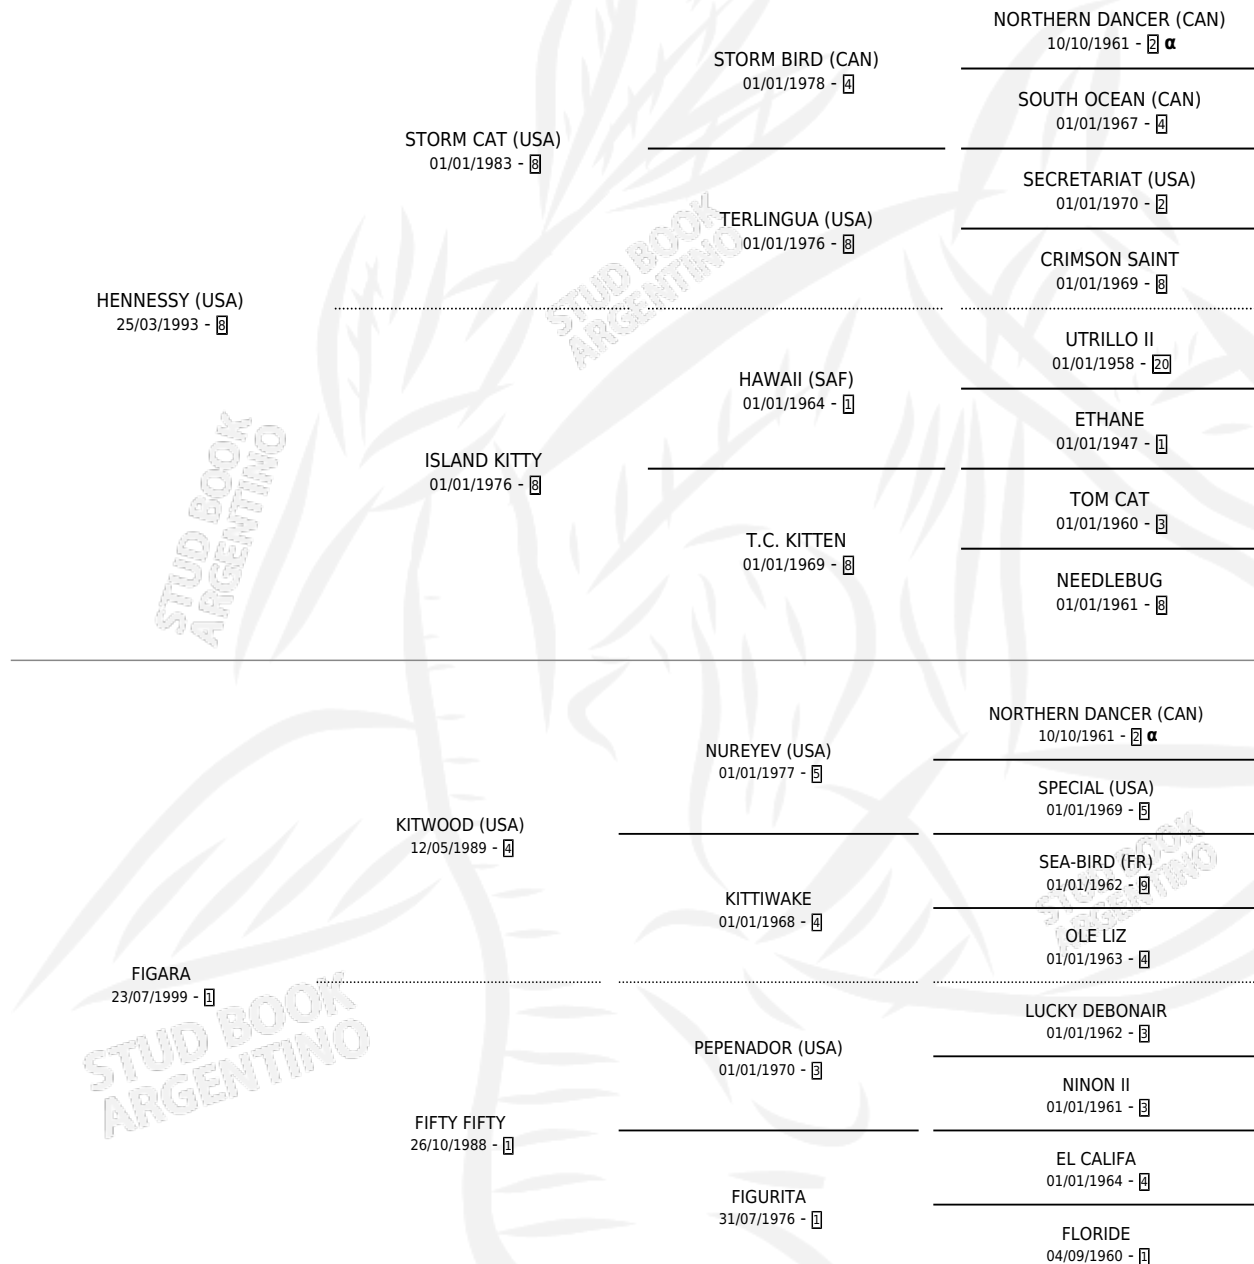 NORTHERN DANCER (CAN)
10/10/1961 - 2 α
STORM BIRD (CAN)
01/01/1978 - 4
SOUTH OCEAN (CAN)
01/01/1967 - 4
STORM CAT (USA)
01/01/1983 - 8
SECRETARIAT (USA)
01/01/1970 - 2
TERLINGUA (USA)
01/01/1976 - 8
CRIMSON SAINT
01/01/1969 - 8
HENNESSY (USA)
25/03/1993 - 8
UTRILLO II
01/01/1958 - 20
HAWAII (SAF)
01/01/1964 - 1
ETHANE
01/01/1947 - 1
ISLAND KITTY
01/01/1976 - 8
TOM CAT
01/01/1960 - 3
T.C. KITTEN
01/01/1969 - 8
NEEDLEBUG
01/01/1961 - 8
STUD BOOK
ARGENTINO
STUD BOOK
ARGENTINO
NORTHERN DANCER (CAN)
10/10/1961 - 2 α
NUREYEV (USA)
01/01/1977 - 5
SPECIAL (USA)
01/01/1969 - 5
KITWOOD (USA)
12/05/1989 - 4
SEA-BIRD (FR)
01/01/1962 - 9
KITTIWAKE
01/01/1968 - 4
OLE LIZ
01/01/1963 - 4
FIGARA
23/07/1999 - 1
LUCKY DEBONAIR
01/01/1962 - 3
PEPENADOR (USA)
01/01/1970 - 3
NINON II
01/01/1961 - 3
FIFTY FIFTY
26/10/1988 - 1
EL CALIFA
01/01/1964 - 4
FIGURITA
31/07/1976 - 1
FLORIDE
04/09/1960 - 1
STUD BOOK
ARGENTINO
STUD BOOK
ARGENTINO